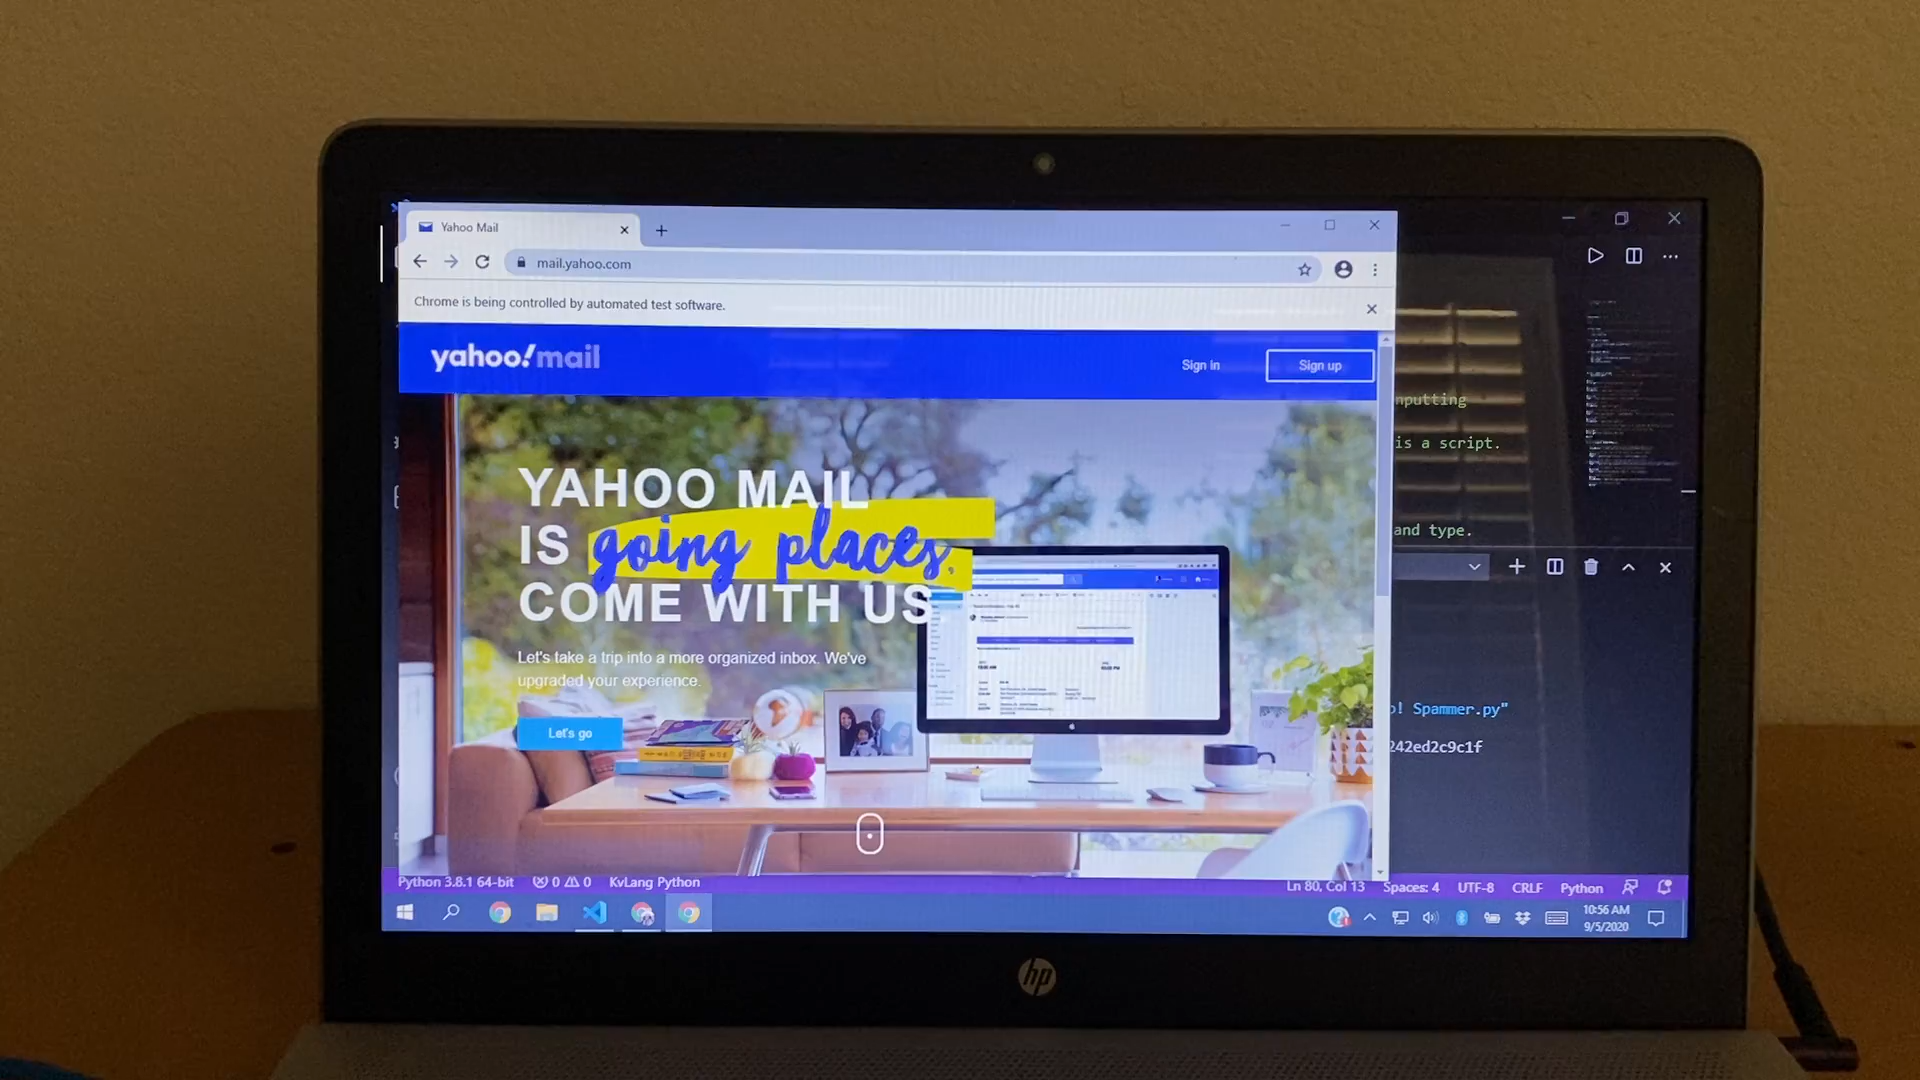 Yahoo Mail
mail.yahoo.com
Chrome is being controlled by automated test software.
yahoo!mail
Sign in
Sign up
nputting
is a script.
YAHOO MAIL
IS going places.
COME WITH US
and type.
Let's take a trip into a more organized inbox. We've
upgraded your experience.
Let's go
! Spammer.py"
242ed2c9c1f
Python 3.8.1 64-bit
0
0
KvLang Python
Ln 80, Col 13
Spaces: 4
UTF-8
CRLF
Python
10:56 AM
9/5/2020
hp